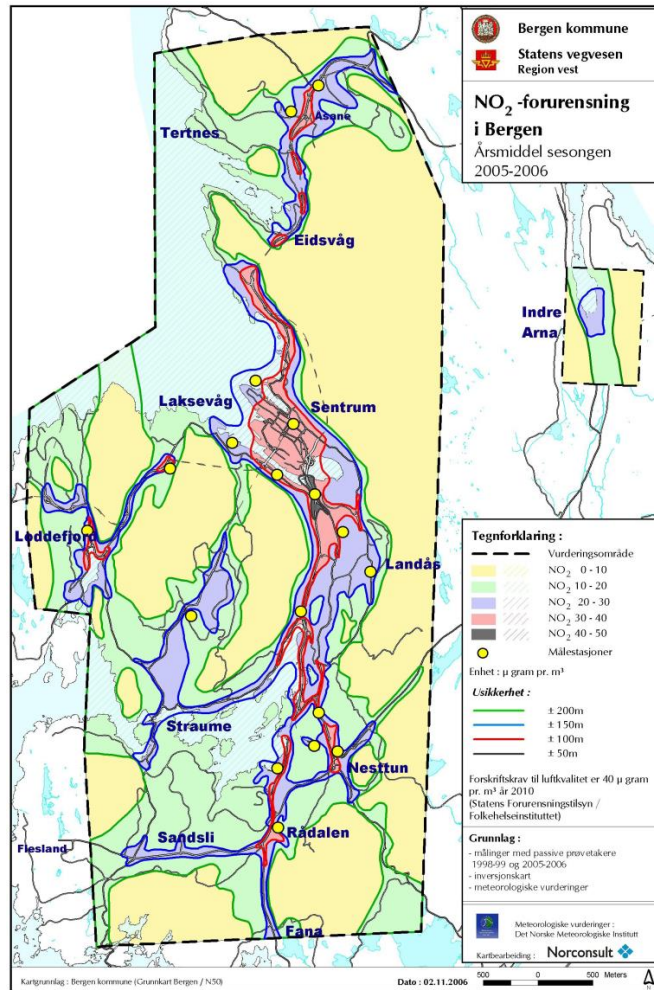 Bergen kommune
Statens vegvesen
Region vest
NO2 -forurensning
i Bergen
Årsmiddel sesongen
2005-2006
Tertnes
Åsane
Eidsvåg
Indre
Arna
Laksevåg
Sentrum
Loddefjord
Landås
Straume
Nesttun
Sandsli
Rådalen
Flesland
Fana
Tegnforklaring :
Vurderingsområde
NO2 0 - 10
NO2 10 - 20
NO2 20 - 30
NO2 30 - 40
NO2 40 - 50
Målestasjoner
Enhet : µ gram pr. m³
Usikkerhet :
± 200m
± 150m
± 100m
± 50m
Forskriftskrav til luftkvalitet er 40 µ gram
pr. m³ år 2010
(Statens Forurensningstilsyn /
Folkehelseinstituttet)
Grunnlag :
- målinger med passive prøvetakere
1998-99 og 2005-2006
- inversjonskart
- meteorologiske vurderinger
Meteorologiske vurderinger :
Det Norske Meteorologiske Institutt
Kartbearbeiding :
Norconsult
Kartgrunnlag : Bergen kommune (Grunnkart Bergen / N50)
Dato : 02.11.2006
500 0 500 Meters
N